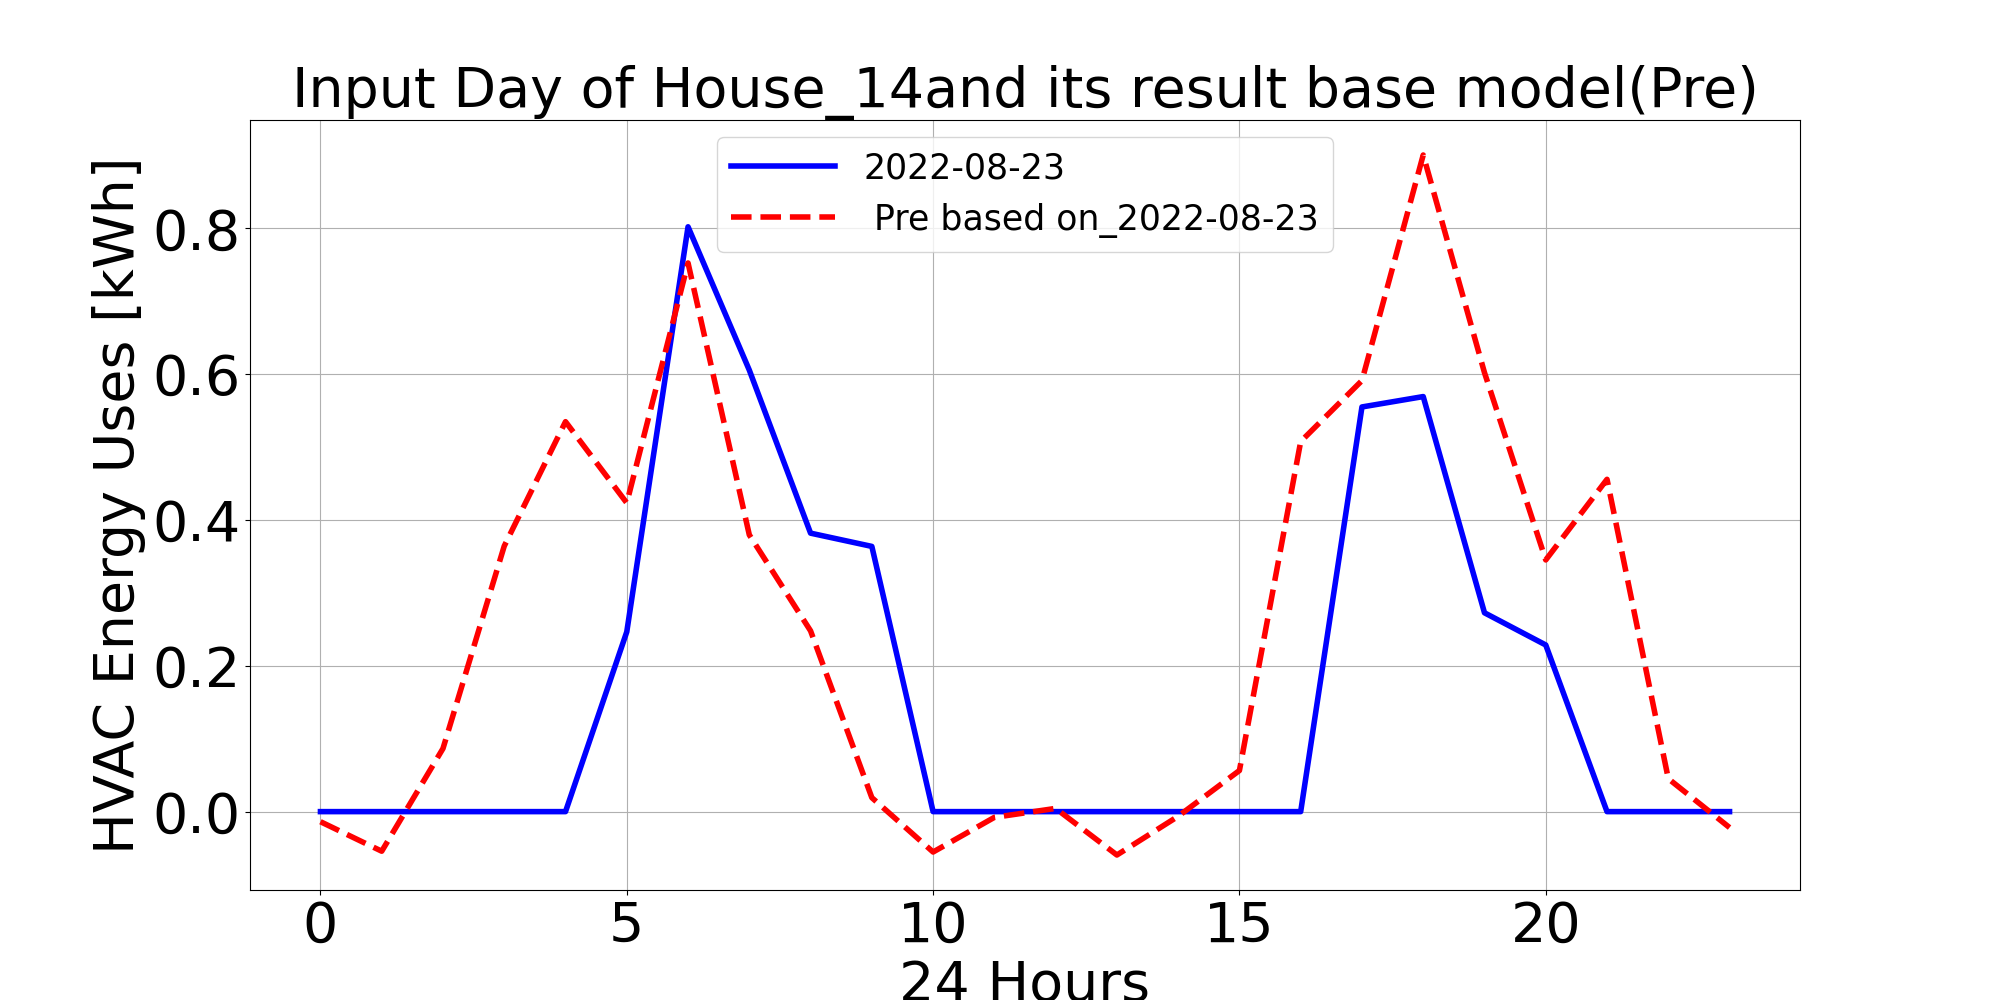 Input Day of House_14and its result base model(Pre)
2022-08-23
Pre based on_2022-08-23
HVAC Energy Uses [kWh]
0.8
0.6
0.4
0.2
0.0
0 5 10 15 20
24 Hours